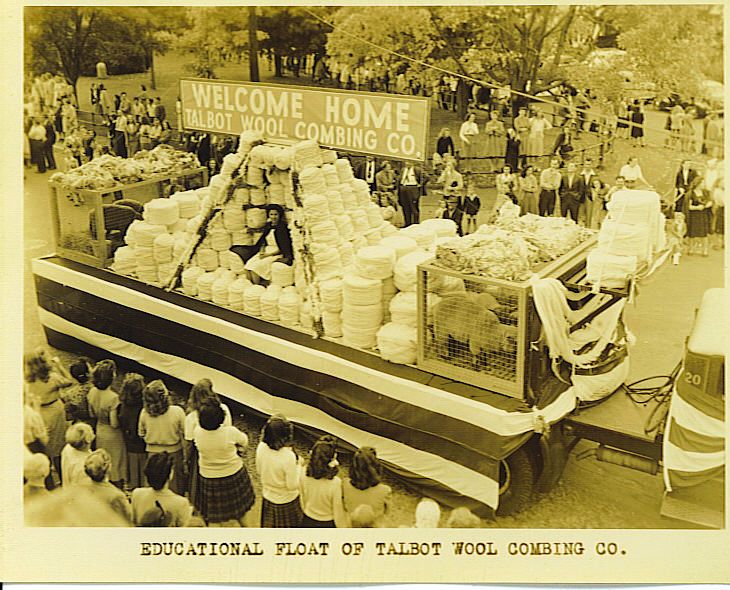 WELCOME HOME
TALBOT WOOL COMBING CO.
20
EDUCATIONAL FLOAT OF TALBOT WOOL COMBING CO.